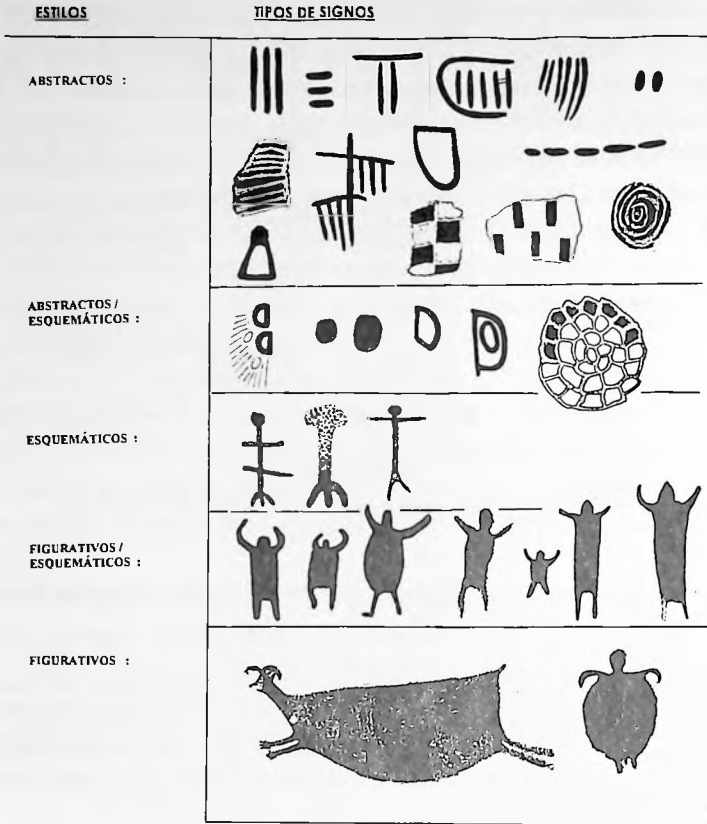 ESTILOS TIPOS DE SIGNOS
ABSTRACTOS :
ABSTRACTOS /
ESQUEMÁTICOS :
ESQUEMÁTICOS :
FIGURATIVOS /
ESQUEMÁTICOS :
FIGURATIVOS :